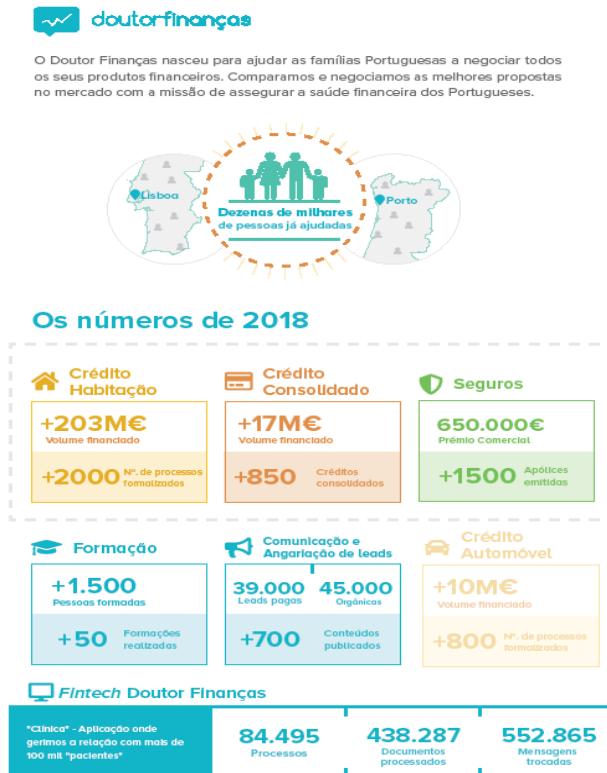 doutorfinanças
O Doutor Finanças nasceu para ajudar as famílias Portuguesas a negociar todos
os seus produtos financeiros. Comparamos e negociamos as melhores propostas
no mercado com a missão de assegurar a saúde financeira dos Portugueses.
Lisboa
Dezenas de milhares
de pessoas já ajudadas
Porto
Os números de 2018
Crédito
Habitação
+203M€
Volume financiado
+2000 Nº. de processos
formalizados
Crédito
Consolidado
+17M€
Volume financiado
+850 Créditos
consolidados
Seguros
650.000€
Prémio Comercial
+1500 Apólices
emitidas
Formação
+1.500
Pessoas formadas
+50 Formações
realizadas
Comunicação e
Angariação de leads
39.000
Leads pagas
45.000
Orgânicas
+700 Conteúdos
publicados
Crédito
Automóvel
+10M€
Volume financiado
+800 Nº. de processos
formalizados
Fintech Doutor Finanças
"Clínica" - Aplicação onde
gerimos a relação com mais de
100 mil "pacientes"
84.495
Processos
438.287
Documentos
processados
552.865
Mensagens
trocadas